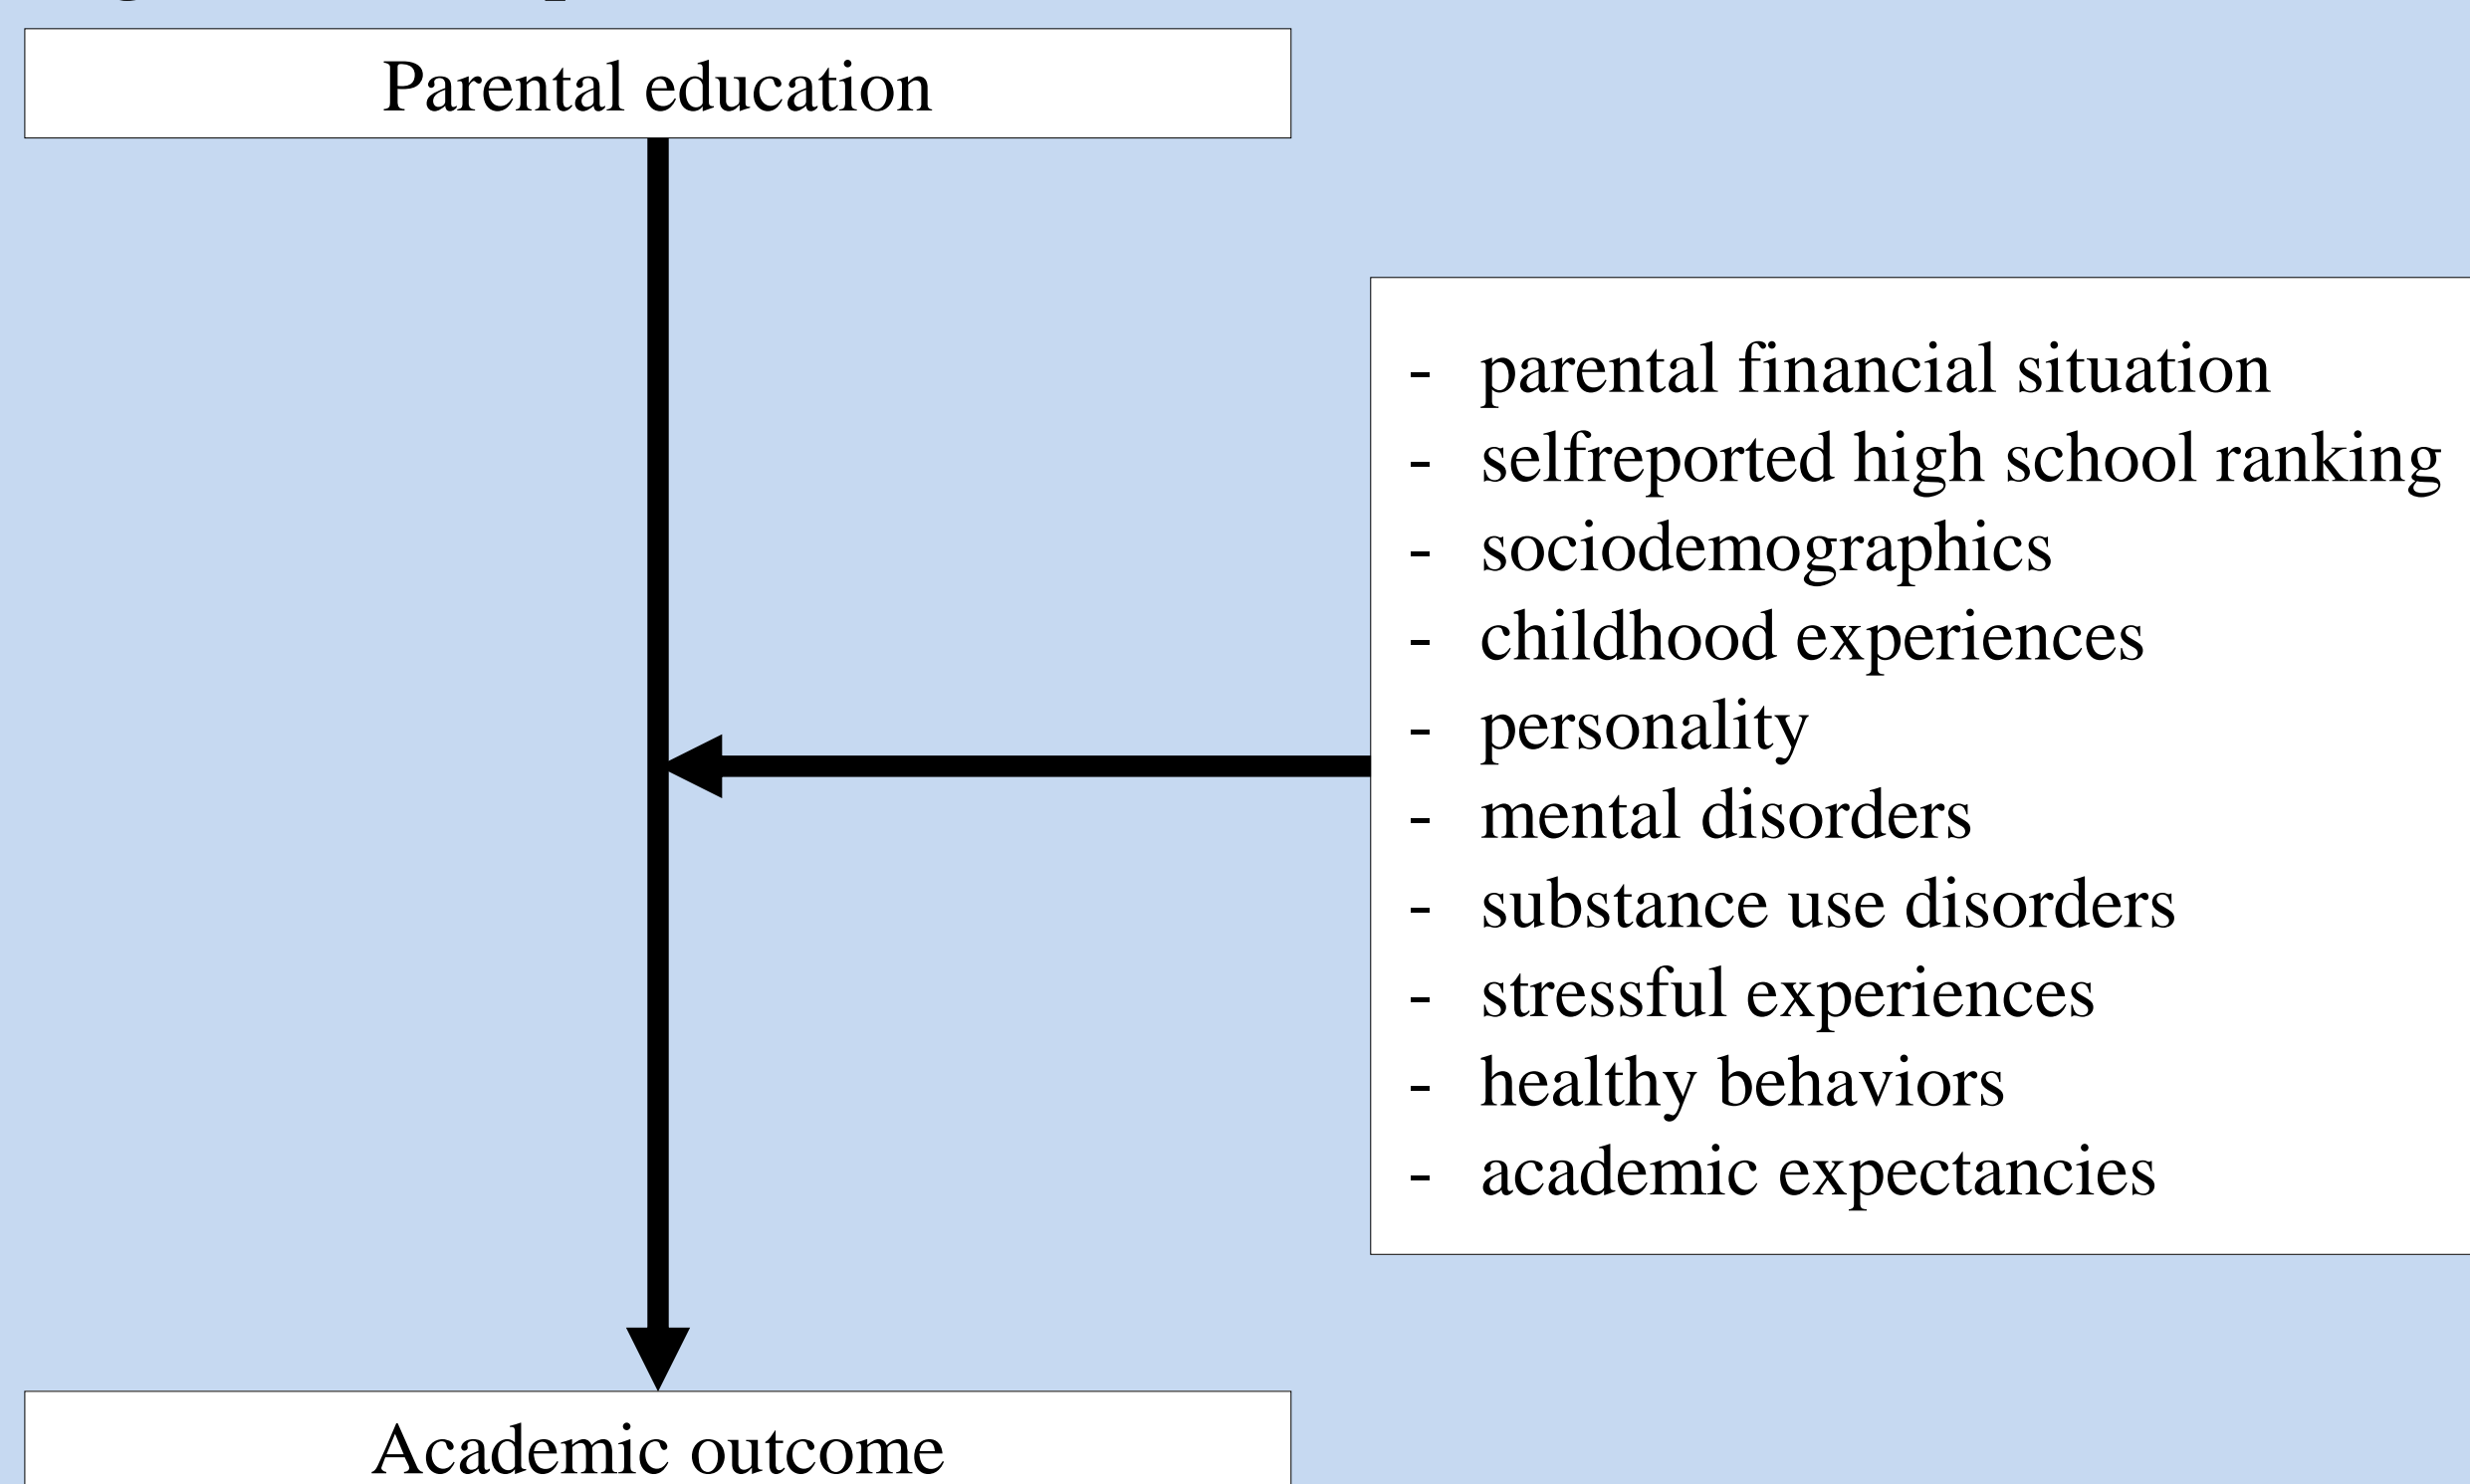 Parental education
- parental financial situation
- selfreported high school ranking
- sociodemographics
- childhood experiences
- personality
- mental disorders
- substance use disorders
- stressful experiences
- healthy behaviors
- academic expectancies
Academic outcome